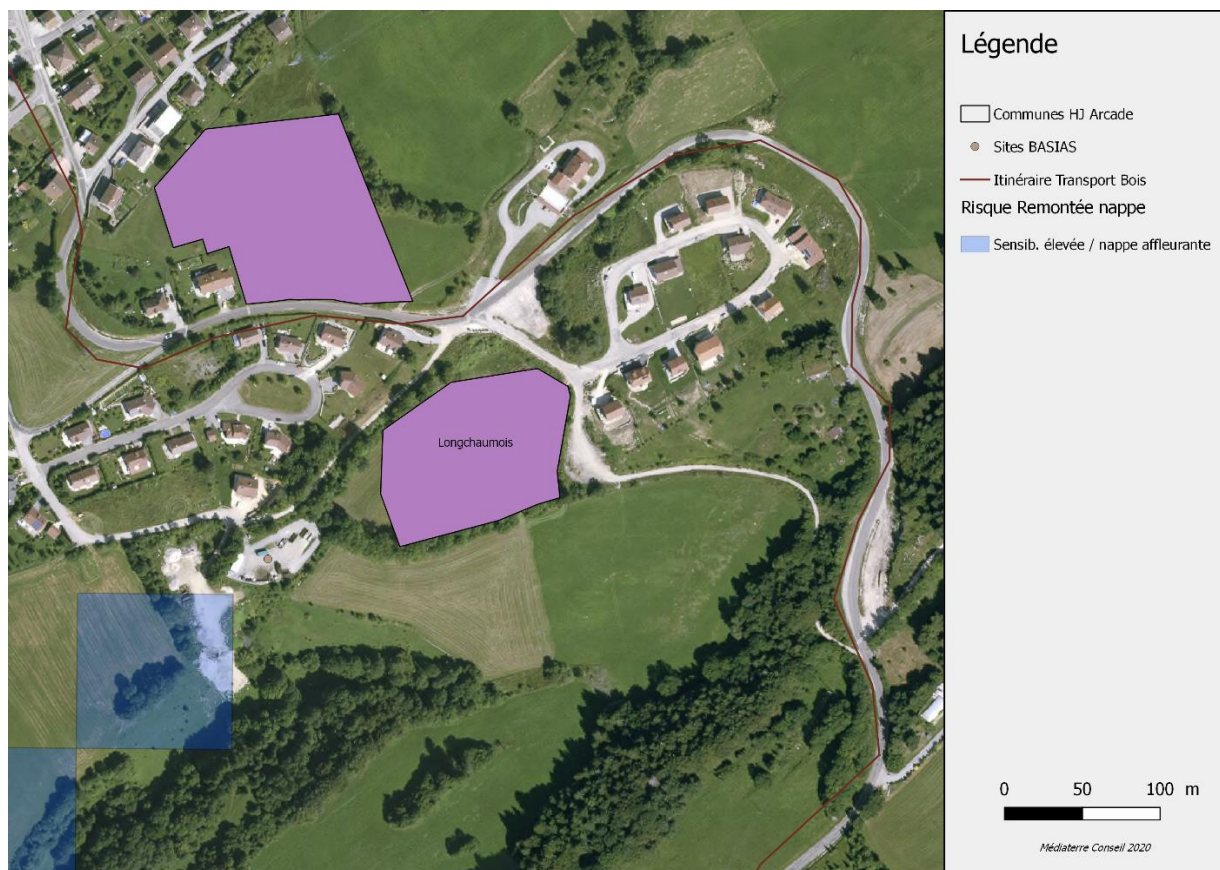 Légende
Communes HJ Arcade
Sites BASIAS
Itinéraire Transport Bois
Risque Remontée nappe
Sensib. élevée / nappe affleurante
Longchaumois
0 50 100 m
Médiaterre Conseil 2020